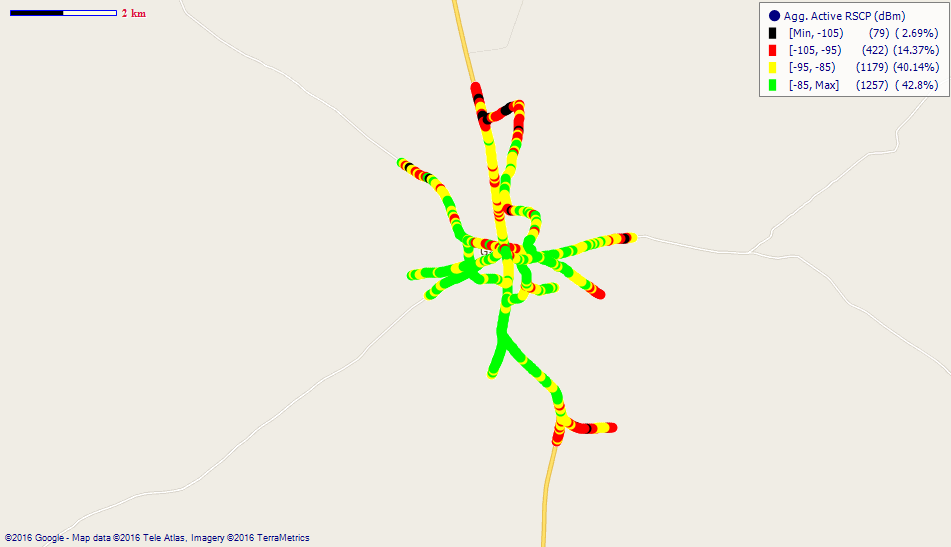 2 km
Agg. Active RSCP (dBm)
[Min, -105) (79) ( 2.69%)
[-105, -95) (422) (14.37%)
[-95, -85) (1179) (40.14%)
[-85, Max] (1257) ( 42.8%)
©2016 Google - Map data ©2016 Tele Atlas, Imagery ©2016 TerraMetrics